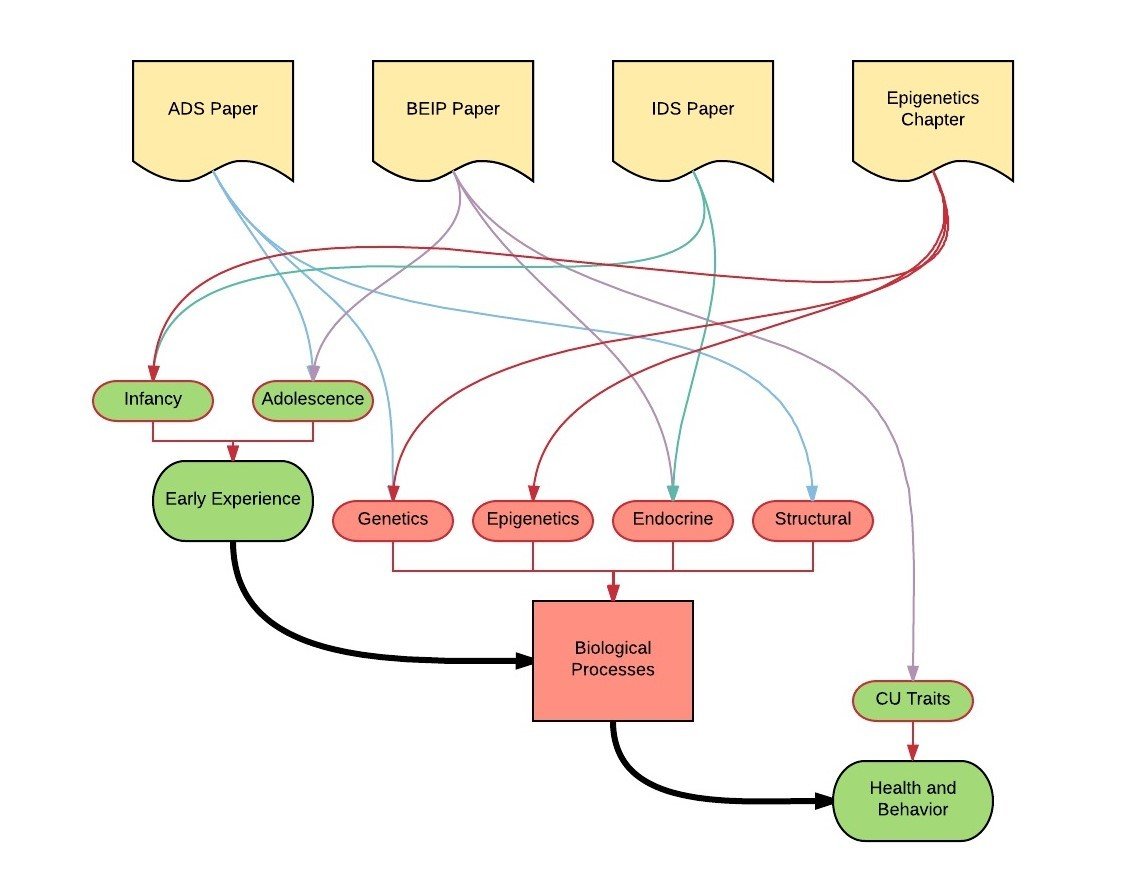 ADS Paper
BEIP Paper
IDS Paper
Epigenetics
Chapter
Infancy
Adolescence
Early Experience
Genetics
Epigenetics
Endocrine
Structural
Biological
Processes
CU Traits
Health and
Behavior